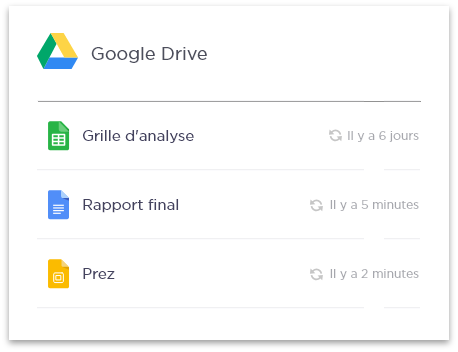 Google Drive
Grille d'analyse Il y a 6 jours
Rapport final Il y a 5 minutes
Prez Il y a 2 minutes